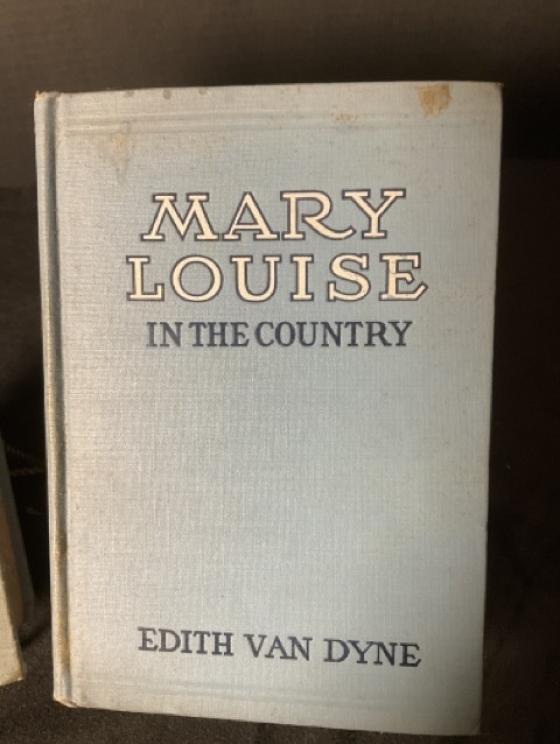 MARY
LOUISE
IN THE COUNTRY
EDITH VAN DYNE